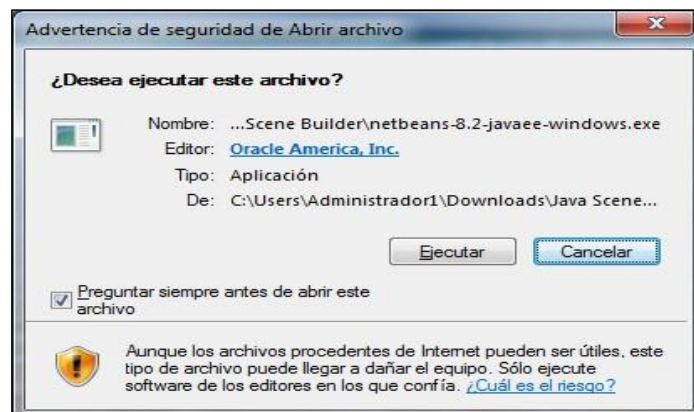 Advertencia de seguridad de Abrir archivo
¿Desea ejecutar este archivo?
Nombre: ...Scene Builder\netbeans-8.2-javaee-windows.exe
Editor: Oracle America, Inc.
Tipo: Aplicación
De: C:\Users\Administrador1\Downloads\Java Scene...
Ejecutar Cancelar
Preguntar siempre antes de abrir este
archivo
Aunque los archivos procedentes de Internet pueden ser útiles, este
tipo de archivo puede llegar a dañar el equipo. Sólo ejecute
software de los editores en los que confía. ¿Cuál es el riesgo?